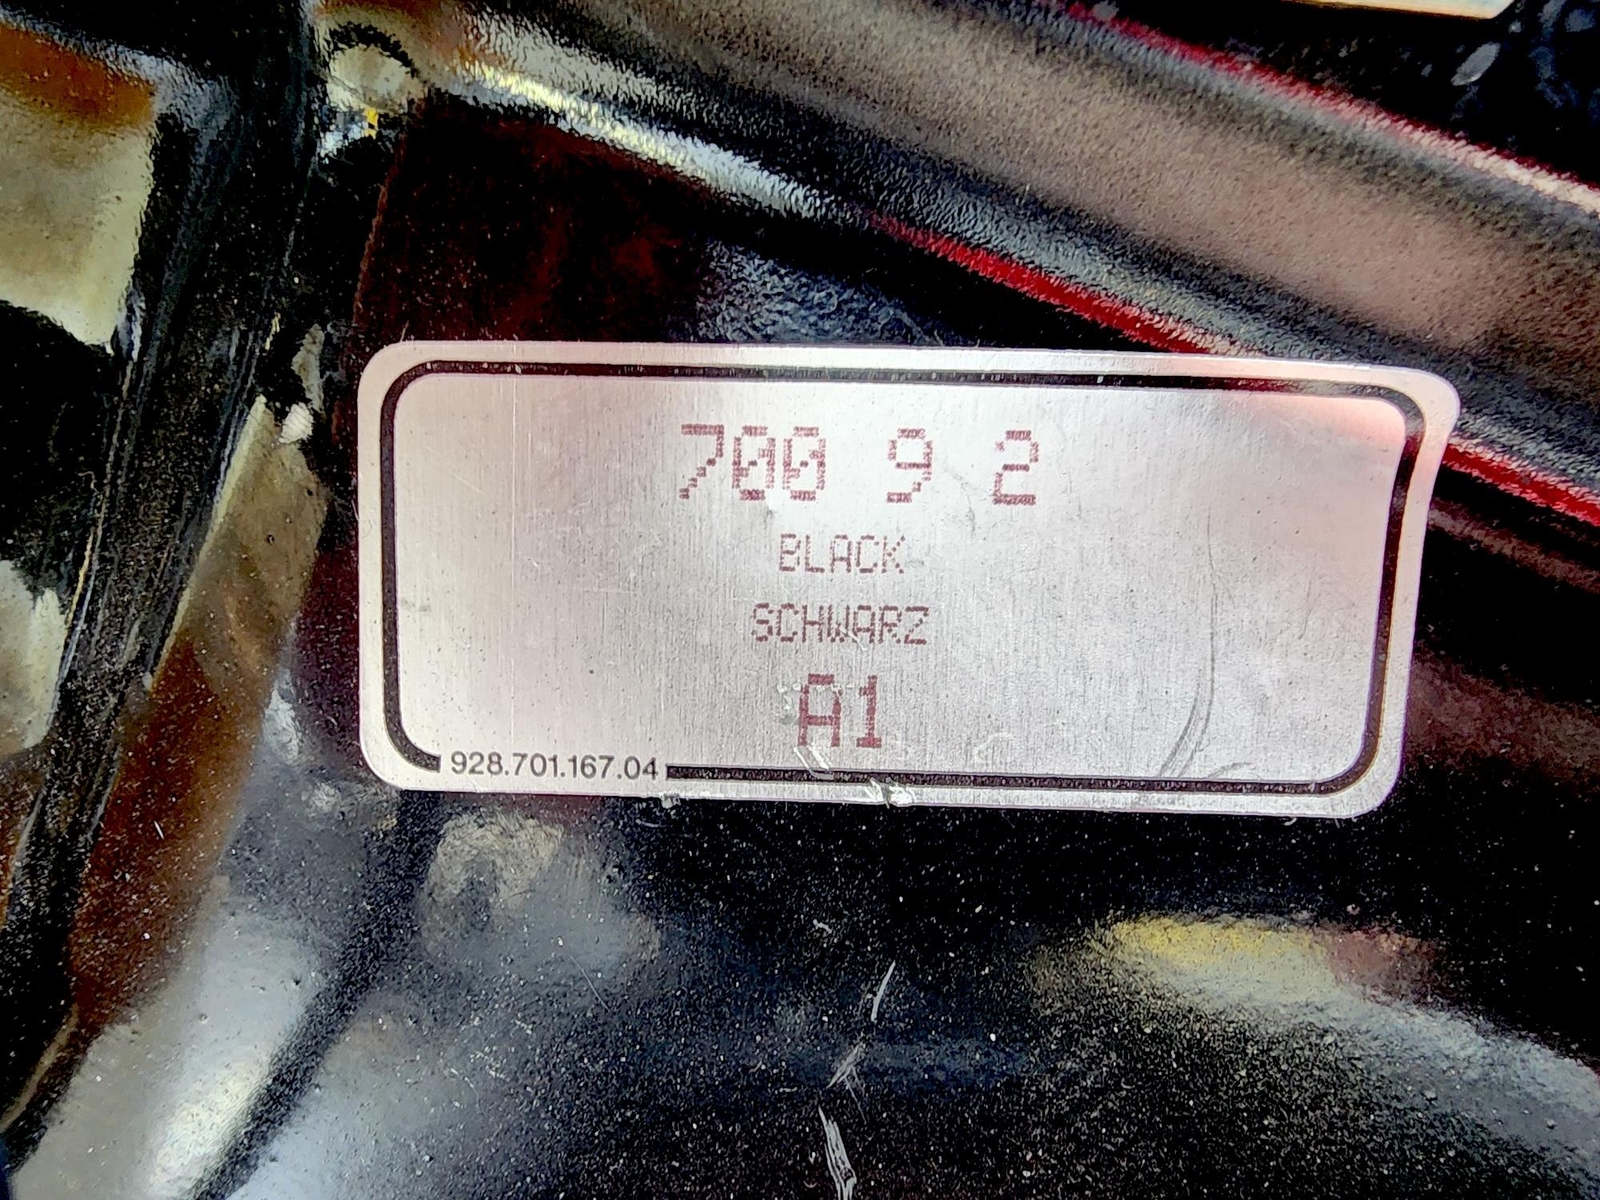 700 9 2
BLACK
SCHWARZ
A1
928.701.167.04